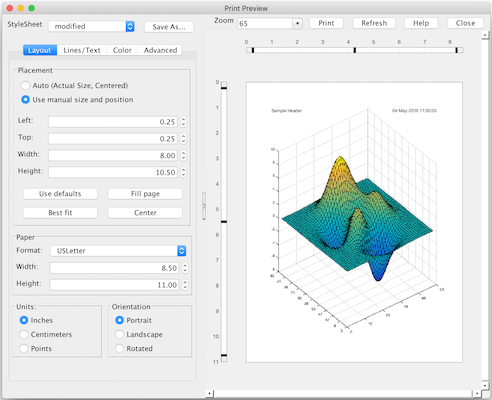 Print Preview
StyleSheet modified Save As... Zoom 65 Print Refresh Help Close
Layout Lines/Text Color Advanced
Placement
Auto (Actual Size, Centered)
Use manual size and position
Left: 0.25
Top: 0.25
Width: 8.00
Height: 10.50
Use defaults Fill page
Best fit Center
Paper
Format: USLetter
Width: 8.50
Height: 11.00
Units: Orientation
Inches Portrait
Centimeters Landscape
Points Rotated
0 1 2 3 4 5 6 7 8
0
1
2
3
4
5
6
7
8
9
10
11
Sample Header 04-May-2016 17:00:03